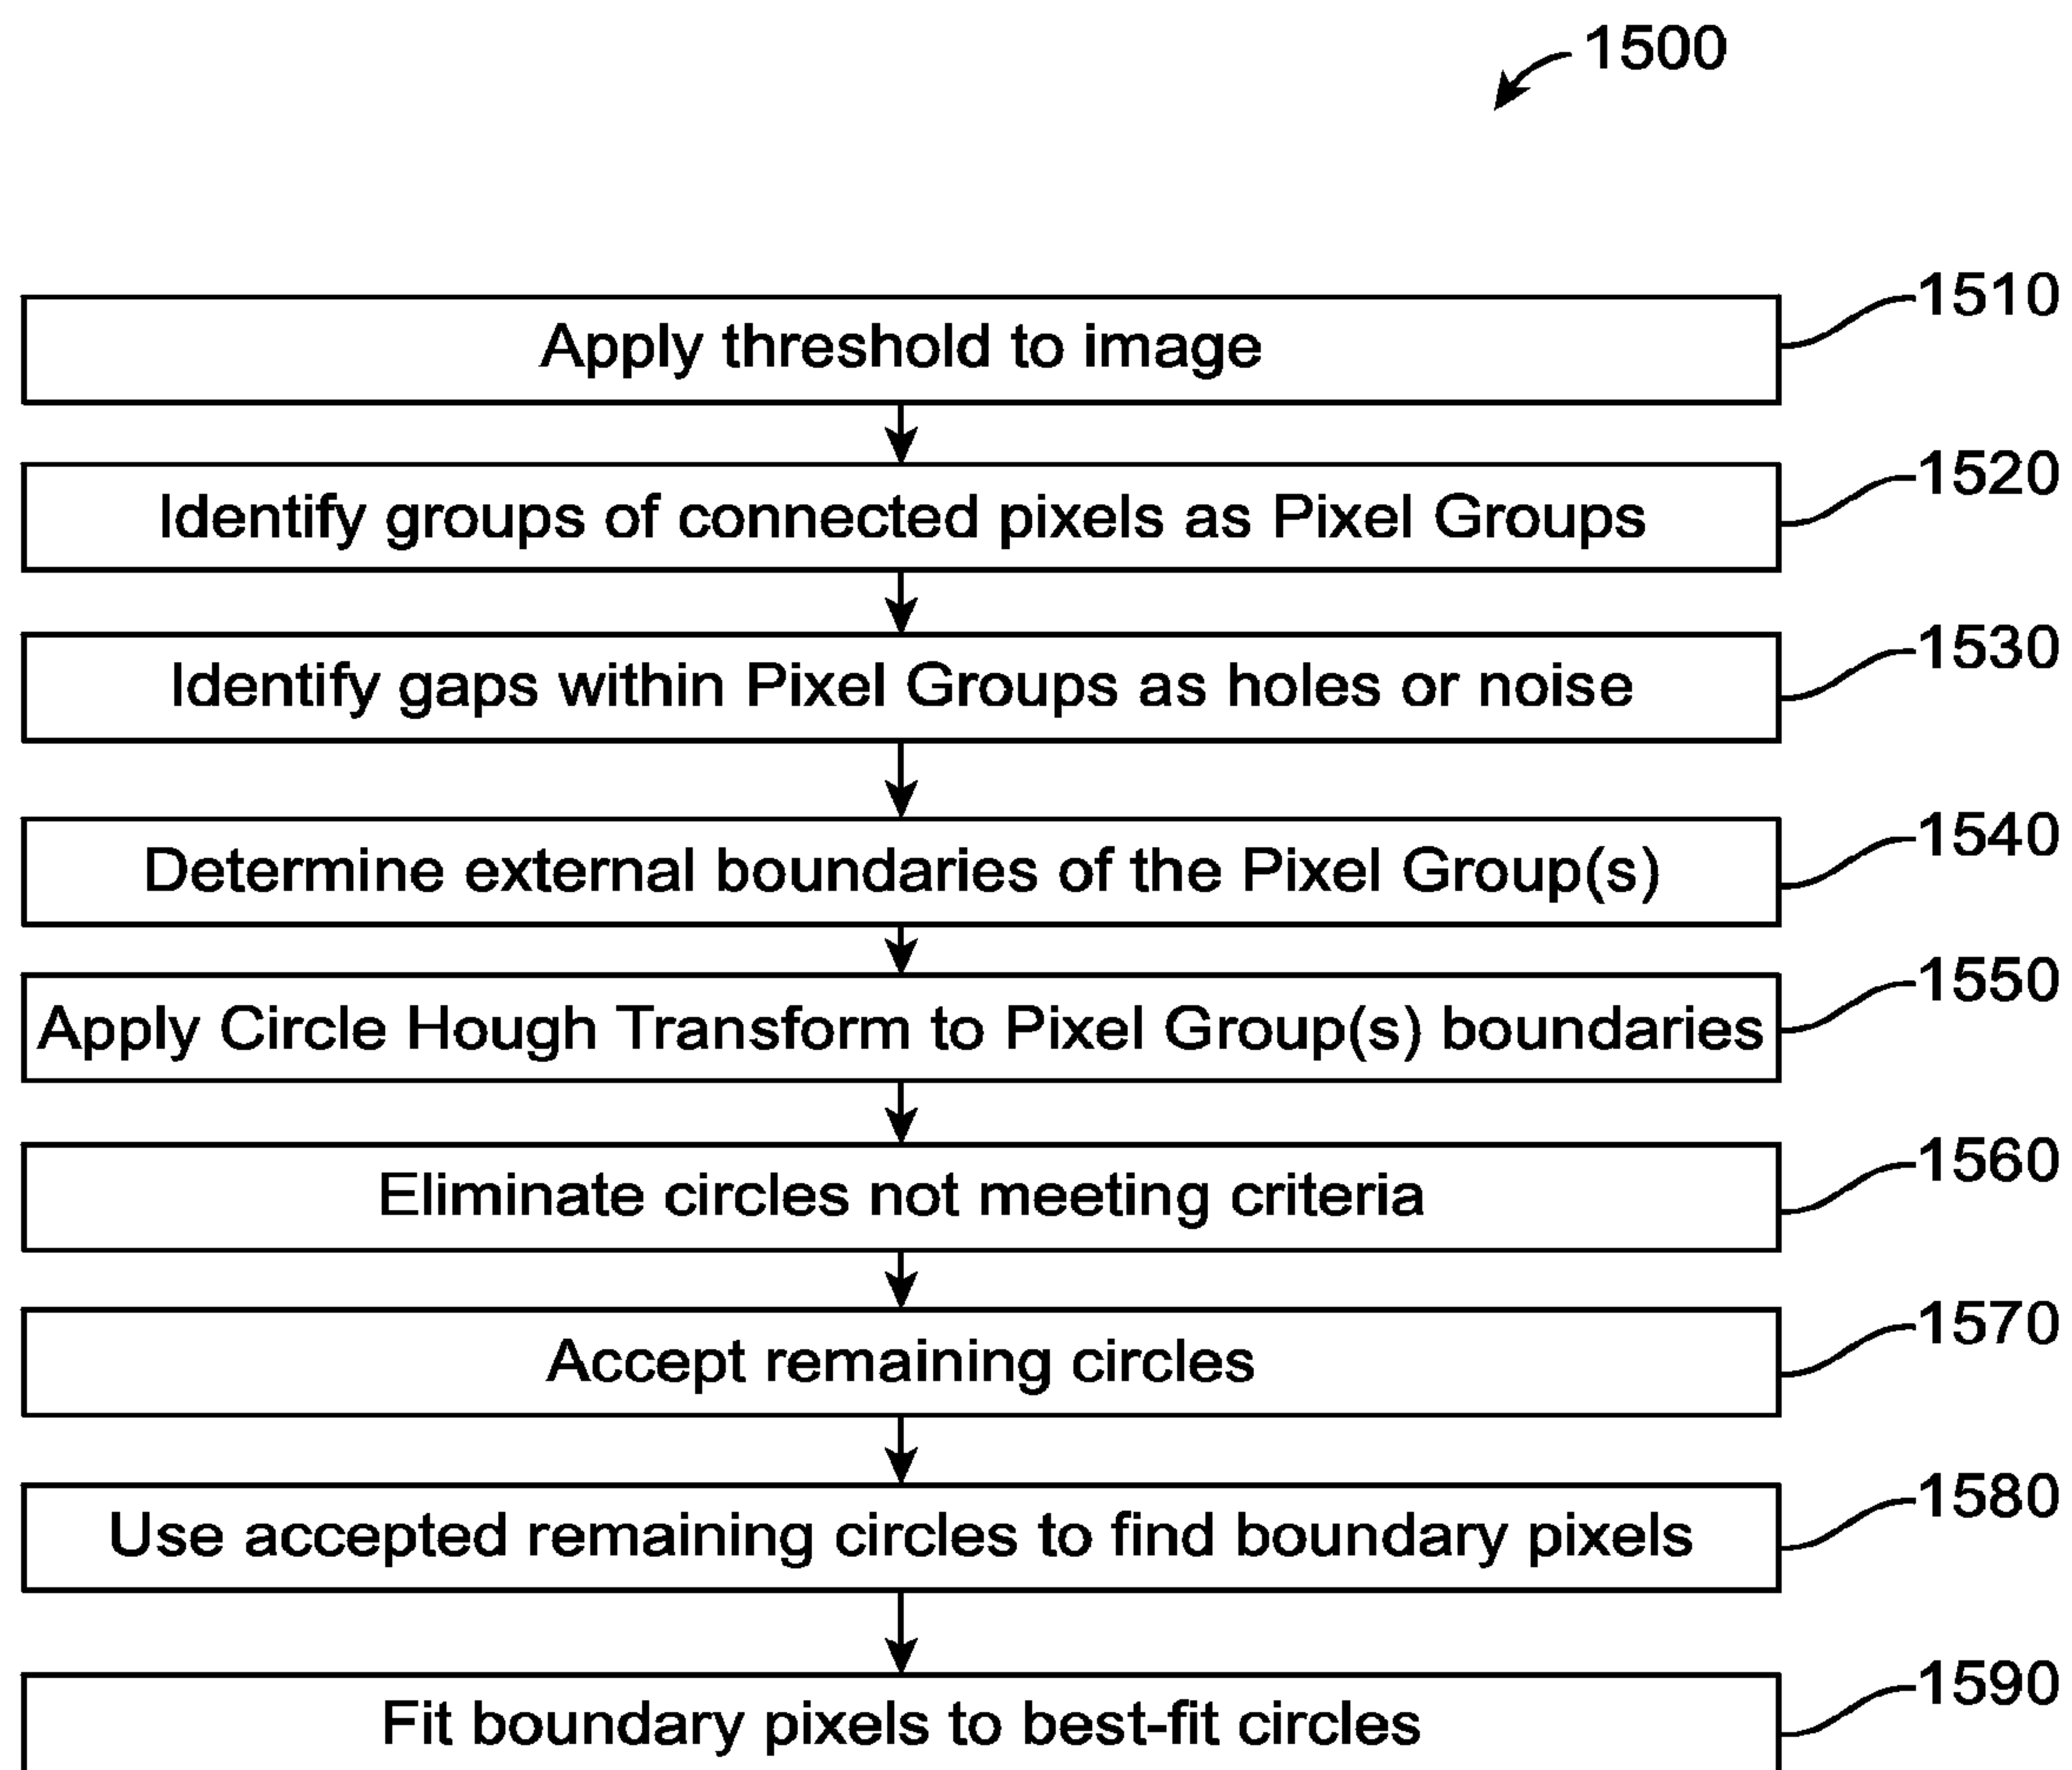 1500
1510
Apply threshold to image
1520
Identify groups of connected pixels as Pixel Groups
1530
Identify gaps within Pixel Groups as holes or noise
1540
Determine external boundaries of the Pixel Group(s)
1550
Apply Circle Hough Transform to Pixel Group(s) boundaries
1560
Eliminate circles not meeting criteria
1570
Accept remaining circles
1580
Use accepted remaining circles to find boundary pixels
1590
Fit boundary pixels to best-fit circles